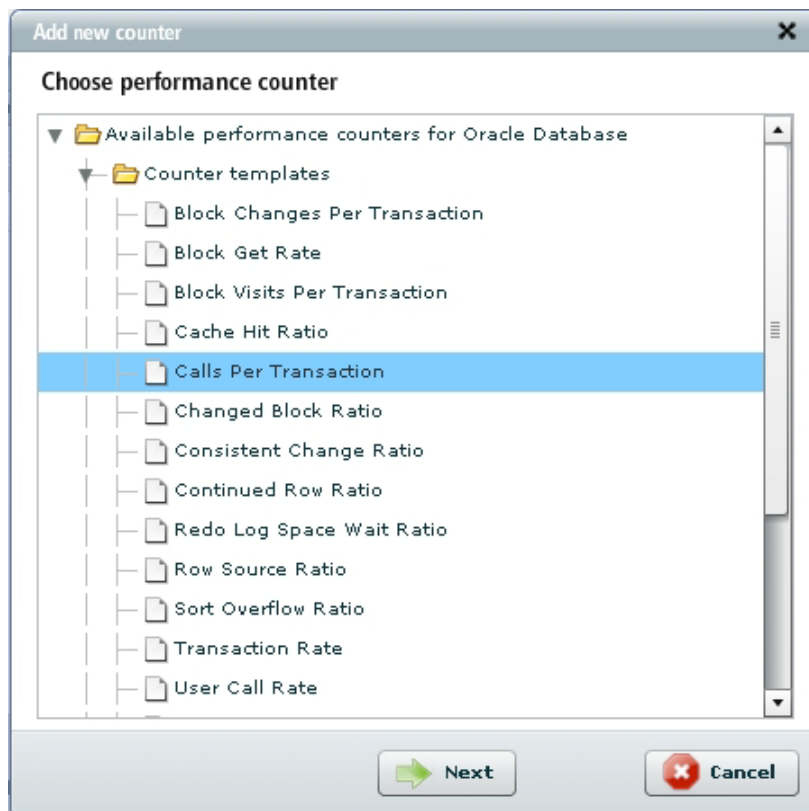 Add new counter
Choose performance counter
Available performance counters for Oracle Database
Counter templates
Block Changes Per Transaction
Block Get Rate
Block Visits Per Transaction
Cache Hit Ratio
Calls Per Transaction
Changed Block Ratio
Consistent Change Ratio
Continued Row Ratio
Redo Log Space Wait Ratio
Row Source Ratio
Sort Overflow Ratio
Transaction Rate
User Call Rate
Next
Cancel